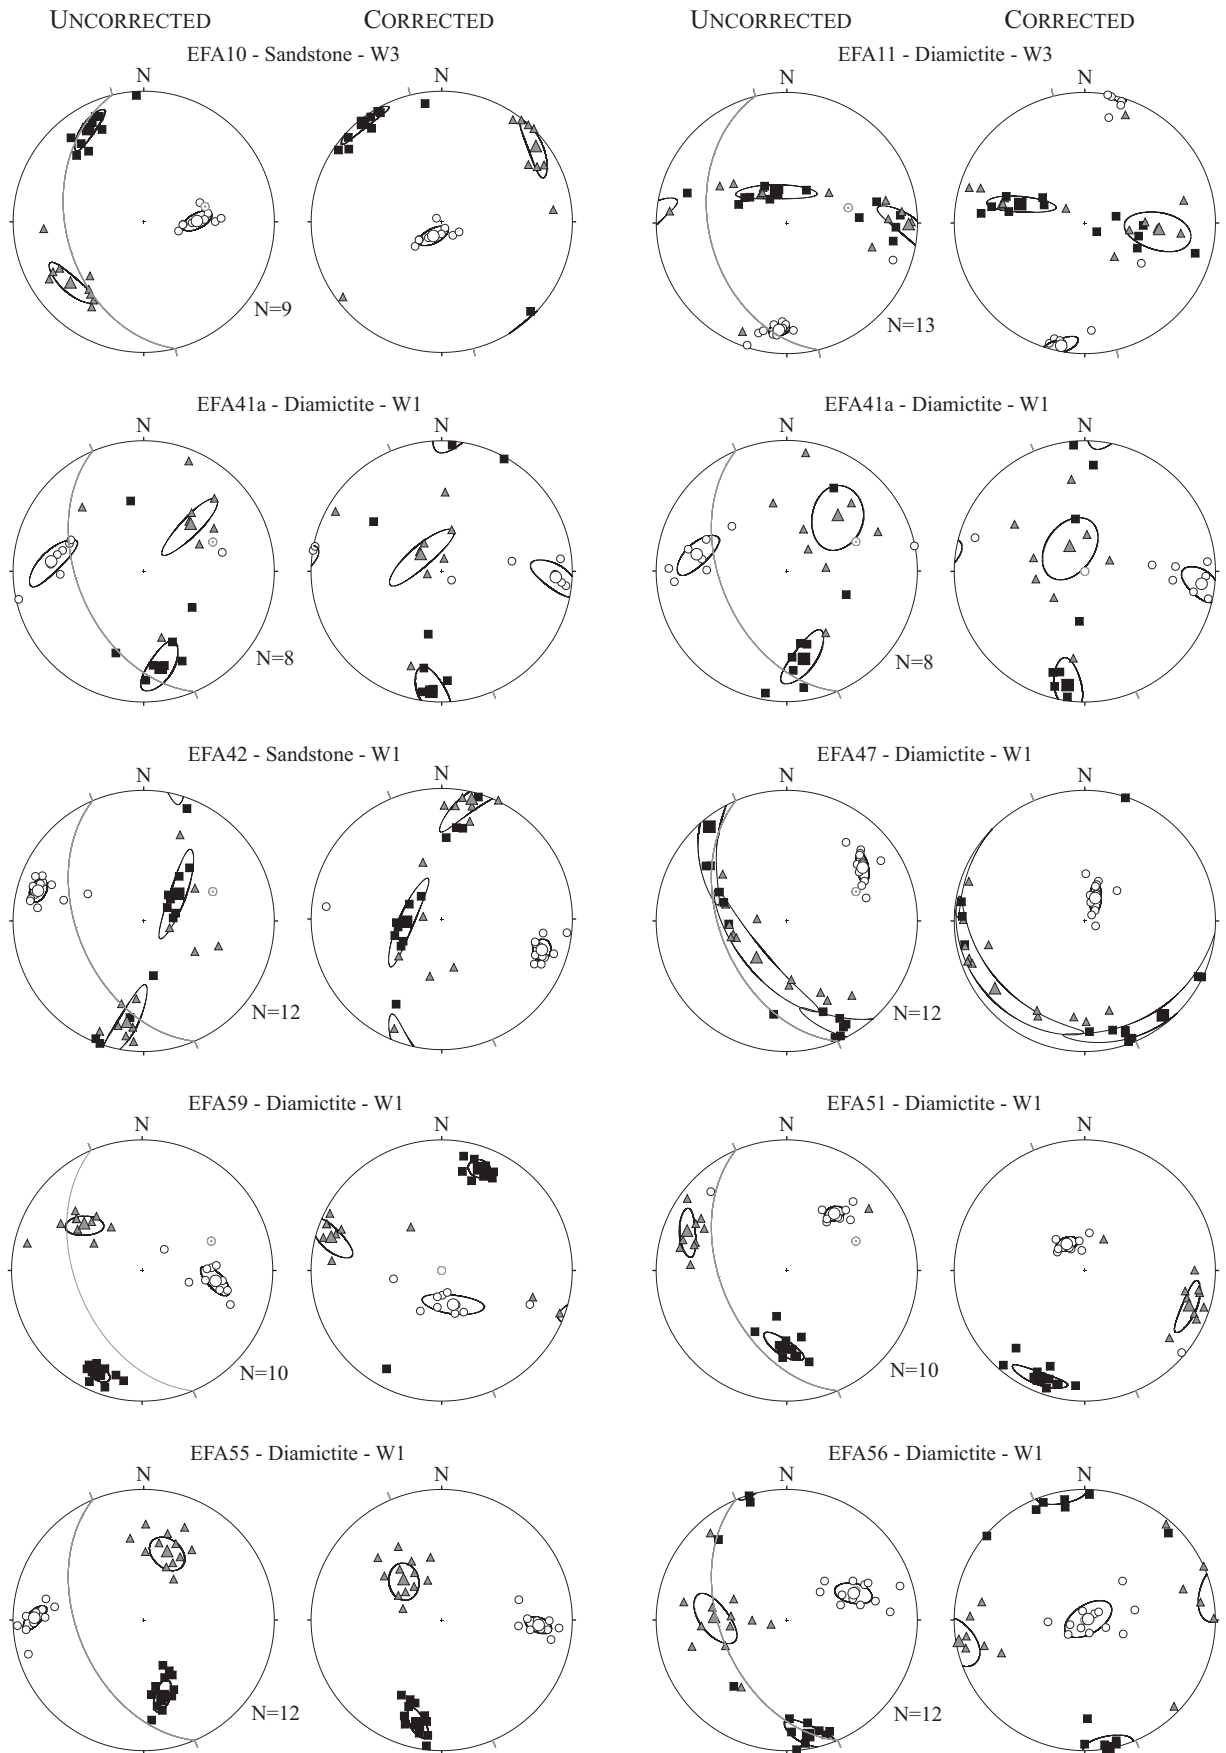 UNCORRECTED CORRECTED UNCORRECTED CORRECTED
EFA10 - Sandstone - W3
EFA11 - Diamictite - W3
N N N N
N=9
N=13
EFA41a - Diamictite - W1
EFA41a - Diamictite - W1
N N N N
N=8
N=8
EFA42 - Sandstone - W1
EFA47 - Diamictite - W1
N N N N
N=12
N=12
EFA59 - Diamictite - W1
EFA51 - Diamictite - W1
N N N N
N=10
N=10
EFA55 - Diamictite - W1
EFA56 - Diamictite - W1
N N N N
N=12
N=12